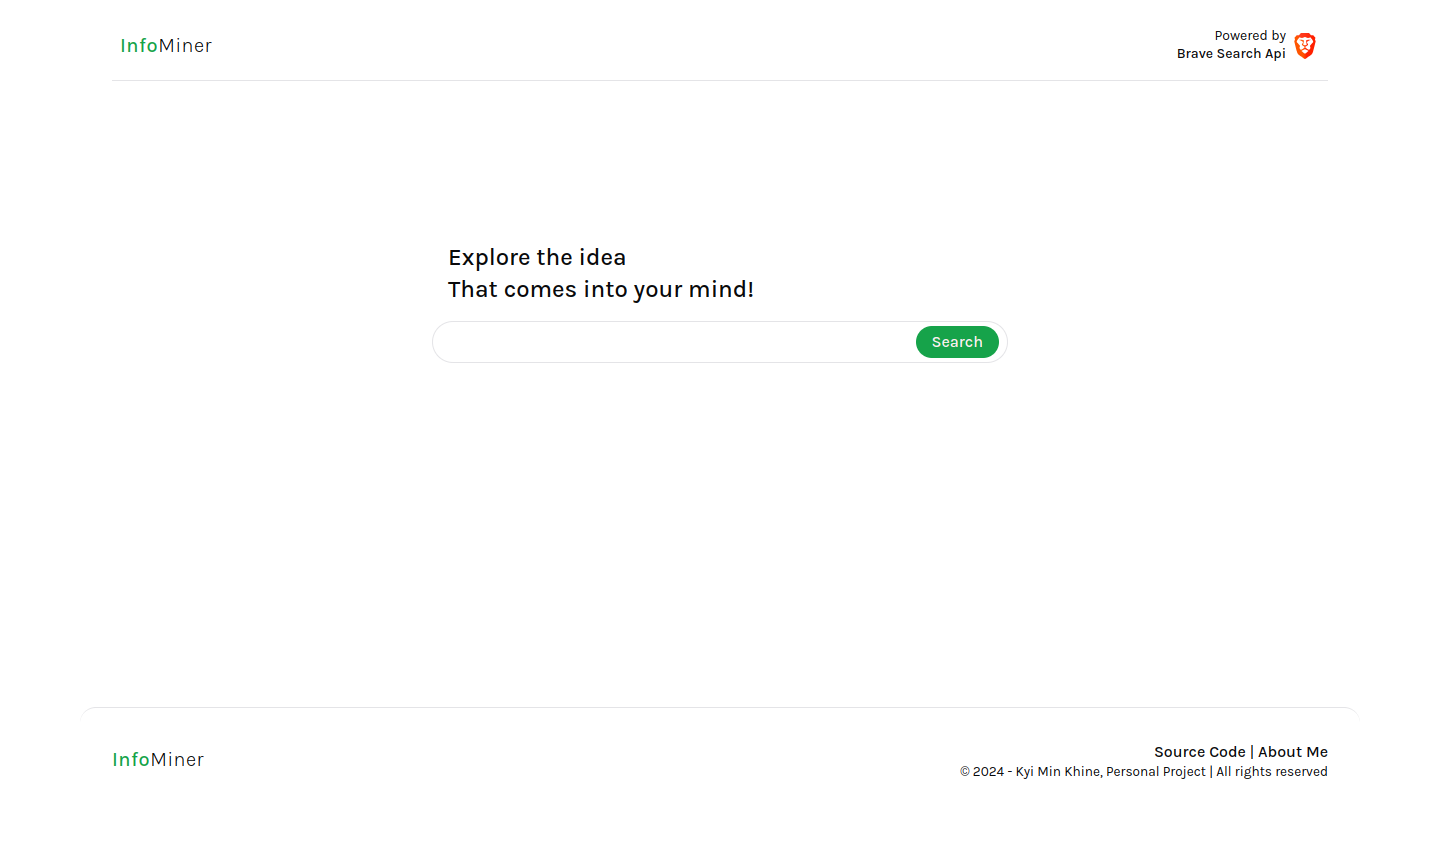 InfoMiner
Powered by
Brave Search Api
Explore the idea
That comes into your mind!
Search
InfoMiner
Source Code | About Me
© 2024 - Kyi Min Khine, Personal Project | All rights reserved